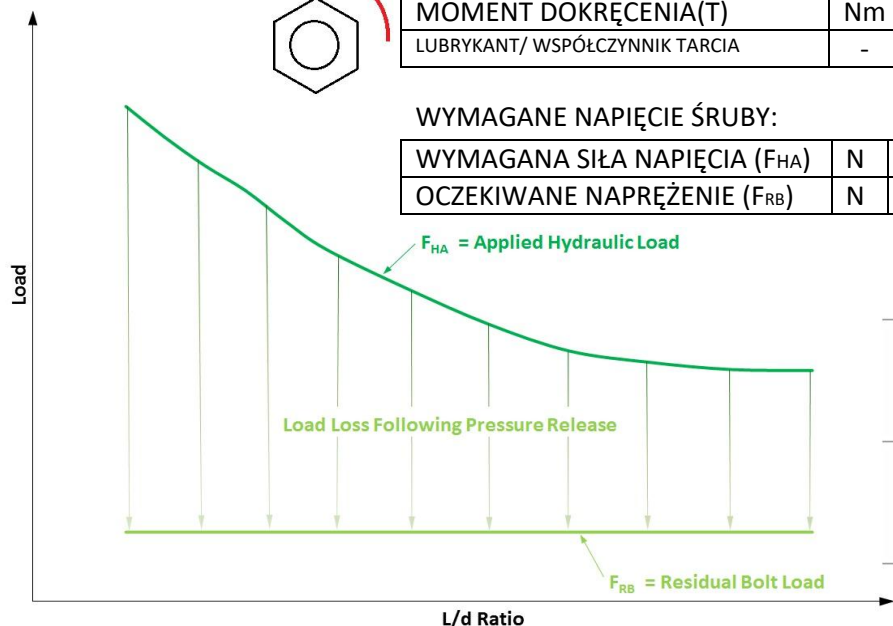 MOMENT DOKRĘCENIA(T) Nm
LUBRYKANT/ WSPÓŁCZYNNIK TARCIA -
WYMAGANE NAPIĘCIE ŚRUBY:
WYMAGANA SIŁA NAPIĘCIA (FHA) N
OCZEKIWANE NAPRĘŻENIE (FRB) N
FHA = Applied Hydraulic Load
Load
Load Loss Following Pressure Release
FRB = Residual Bolt Load
L/d Ratio